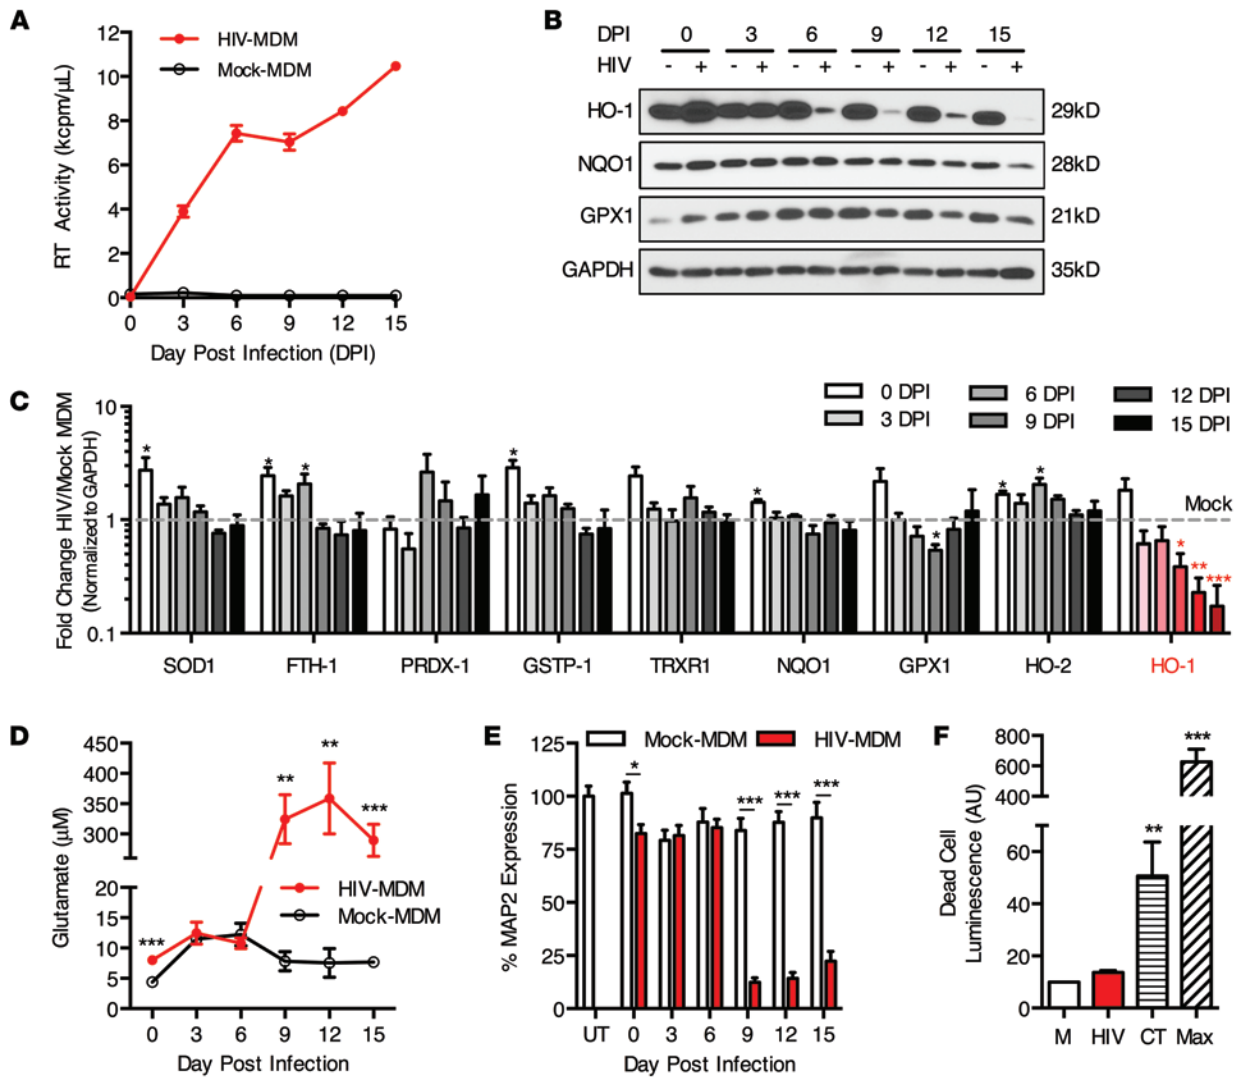 A
12
10
8
6
4
2
0
RT Activity (kcpm/µL)
HIV-MDM
Mock-MDM
0 3 6 9 12 15
Day Post Infection (DPI)
B
DPI 0 3 6 9 12 15
HIV - + - + - + - + - + - +
HO-1 29kD
NQO1 28kD
GPX1 21kD
GAPDH 35kD
C
Fold Change HIV/Mock MDM
(Normalized to GAPDH)
10
1
0.1
0 DPI 6 DPI 12 DPI
3 DPI 9 DPI 15 DPI
Mock
* * * * * * * * * ** ***
SOD1 FTH-1 PRDX-1 GSTP-1 TRXR1 NQO1 GPX1 HO-2 HO-1
D
Glutamate (µM)
450
400
350
300
20
15
10
5
0
*** ** ** ***
HIV-MDM
Mock-MDM
0 3 6 9 12 15
Day Post Infection
E
% MAP2 Expression
125
100
75
50
25
0
Mock-MDM HIV-MDM
* *** *** ***
UT 0 3 6 9 12 15
Day Post Infection
F
Dead Cell
Luminescence (AU)
800
600
400
60
40
20
0
** ***
M HIV CT Max